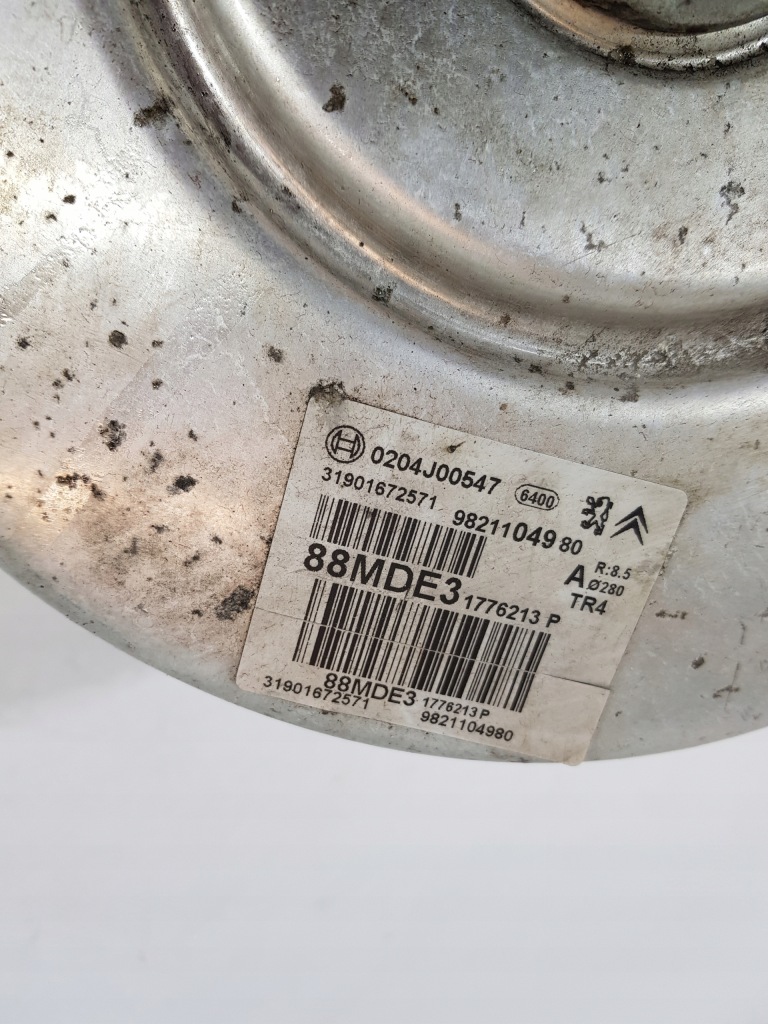 0204J00547
31901672571 6400
9821104980
88MDE3 1776213 P
A R:8.5
Ø280
TR4
88MDE3 1776213 P
31901672571 9821104980